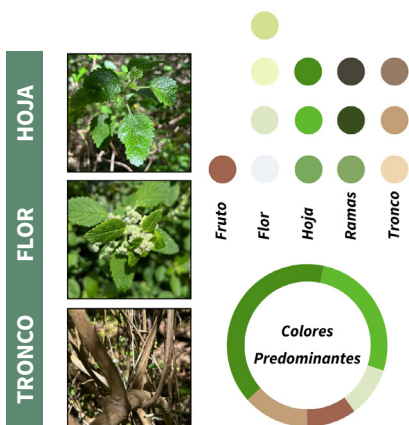 HOJA
FLOR
TRONCO
Fruto
Flor
Hoja
Ramas
Tronco
Colores
Predominantes